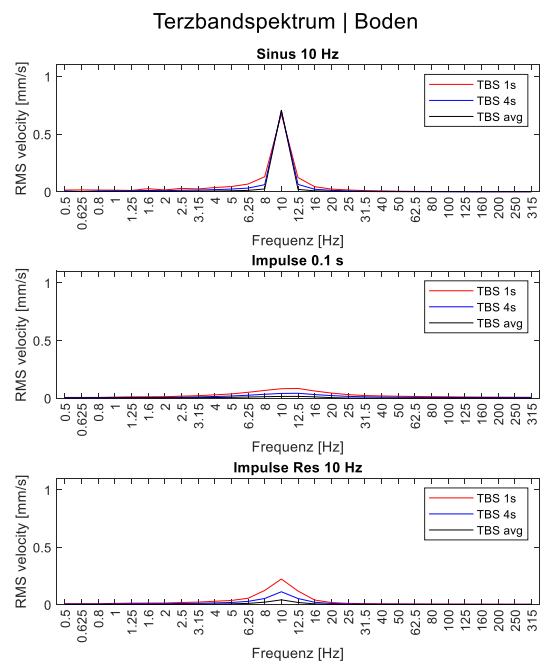 Terzbandspektrum | Boden
Sinus 10 Hz
RMS velocity [mm/s]
1
0.5
0
TBS 1s
TBS 4s
TBS avg
0.5 0.625 0.8 1 1.25 1.6 2 2.5 3.15 4 5 6.25 8 10 12.5 16 20 25 31.5 40 50 62.5 80 100 125 160 200 250 315
Frequenz [Hz]
Impulse 0.1 s
RMS velocity [mm/s]
1
0.5
0
TBS 1s
TBS 4s
TBS avg
0.5 0.625 0.8 1 1.25 1.6 2 2.5 3.15 4 5 6.25 8 10 12.5 16 20 25 31.5 40 50 62.5 80 100 125 160 200 250 315
Frequenz [Hz]
Impulse Res 10 Hz
RMS velocity [mm/s]
1
0.5
0
TBS 1s
TBS 4s
TBS avg
0.5 0.625 0.8 1 1.25 1.6 2 2.5 3.15 4 5 6.25 8 10 12.5 16 20 25 31.5 40 50 62.5 80 100 125 160 200 250 315
Frequenz [Hz]